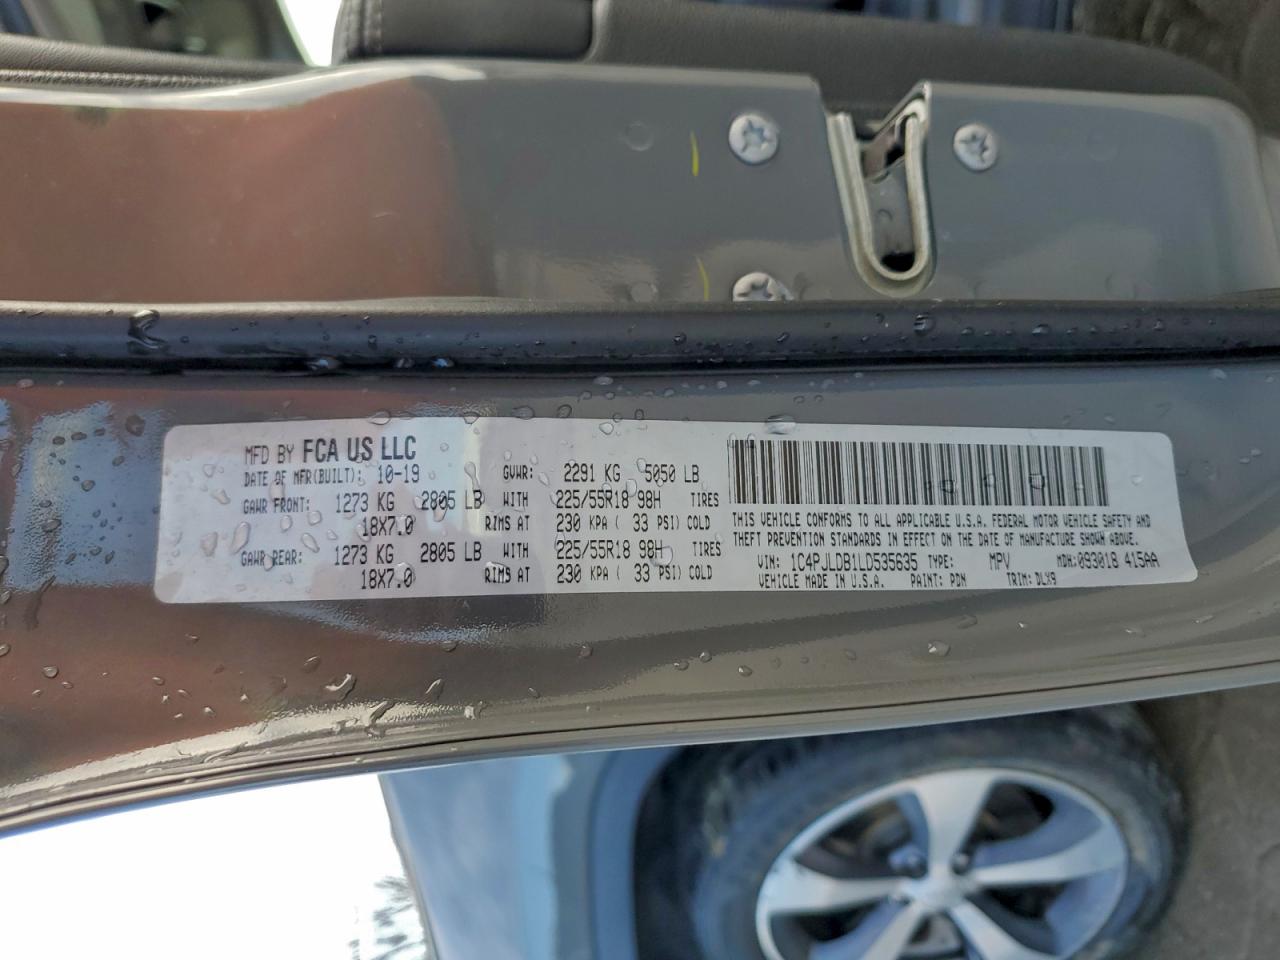 MFD BY FCA US LLC
DATE OF MFR(BUILT): 10-19 GVWR: 2291 KG 5050 LB
GAWR FRONT: 1273 KG 2805 LB WITH 225/55R18 98H TIRES
18X7.0 RIMS AT 230 KPA ( 33 PSI) COLD
GAWR REAR: 1273 KG 2805 LB WITH 225/55R18 98H TIRES
18X7.0 RIMS AT 230 KPA ( 33 PSI) COLD
THIS VEHICLE CONFORMS TO ALL APPLICABLE U.S.A. FEDERAL MOTOR VEHICLE SAFETY AND
THEFT PREVENTION STANDARDS IN EFFECT ON THE DATE OF MANUFACTURE SHOWN ABOVE.
VIN: 1C4PJLDB1LD535635 TYPE: MPV MDH:093018 415AA
VEHICLE MADE IN U.S.A. PAINT: PDN TRIM: DLX9